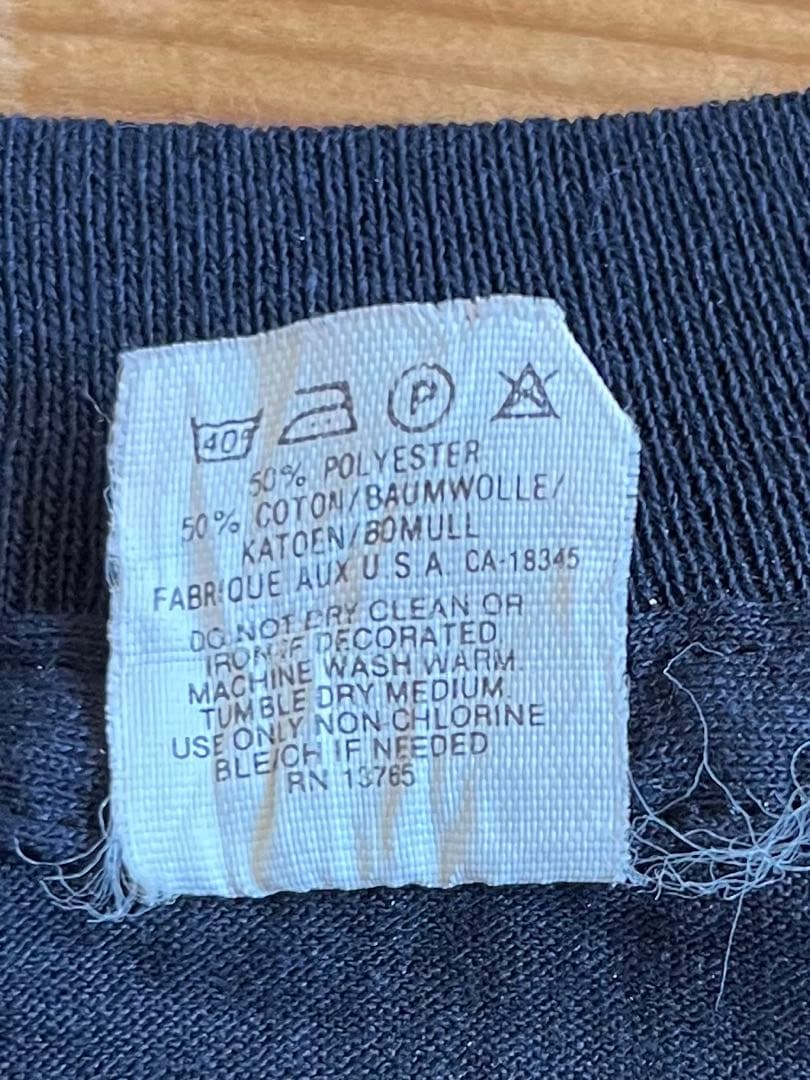 40°
P
50% POLYESTER
50% COTON/BAUMWOLLE/
KATOEN/BOMULL
FABRIQUE AUX U.S.A. CA-18345
DO NOT DRY CLEAN OR
IRON IF DECORATED.
MACHINE WASH WARM.
TUMBLE DRY MEDIUM.
USE ONLY NON-CHLORINE
BLEACH IF NEEDED
RN 13765